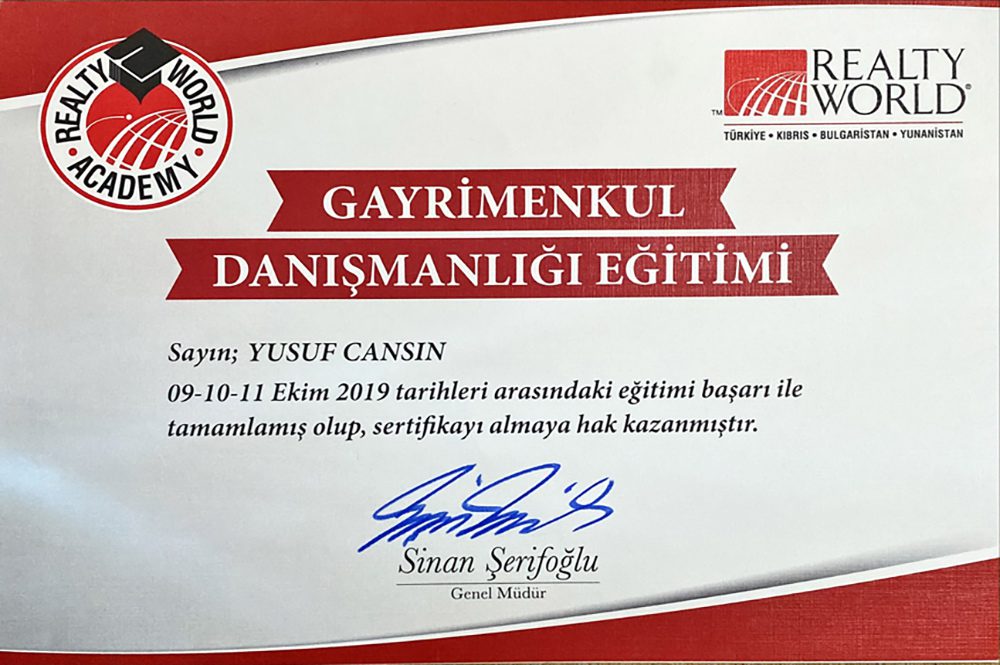 REALTY WORLD
ACADEMY
REALTY
WORLD®
TM
TÜRKİYE • KIBRIS • BULGARİSTAN • YUNANİSTAN
GAYRİMENKUL
DANIŞMANLIĞI EĞİTİMİ
Sayın; YUSUF CANSIN
09-10-11 Ekim 2019 tarihleri arasındaki eğitimi başarı ile
tamamlamış olup, sertifikayı almaya hak kazanmıştır.
Sinan Şerifoğlu
Genel Müdür